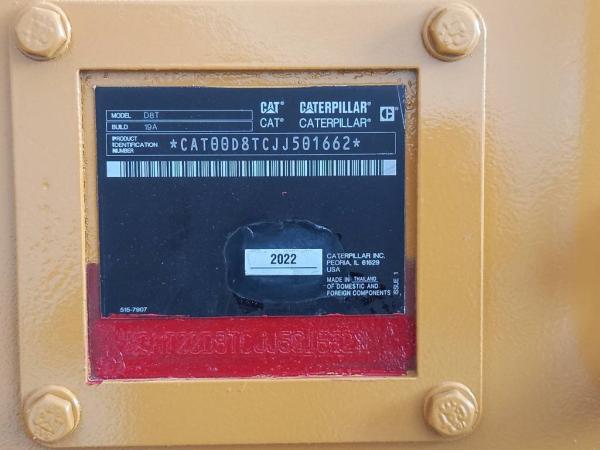 MODEL D8T
BUILD 19A
CAT® CATERPILLAR®
CAT® CATERPILLAR®
PRODUCT IDENTIFICATION NUMBER
*CAT00D8TCJJ501662*
2022
CATERPILLAR INC.
PEORIA, IL 61629
USA
MADE IN THAILAND
OF DOMESTIC AND
FOREIGN COMPONENTS
ISSUE 1
515-7907